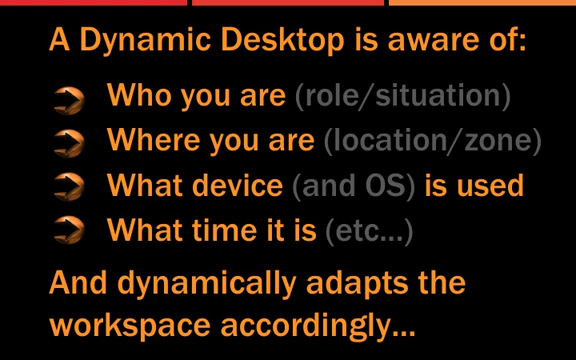 A Dynamic Desktop is aware of:
Who you are (role/situation)
Where you are (location/zone)
What device (and OS) is used
What time it is (etc...)
And dynamically adapts the
workspace accordingly...